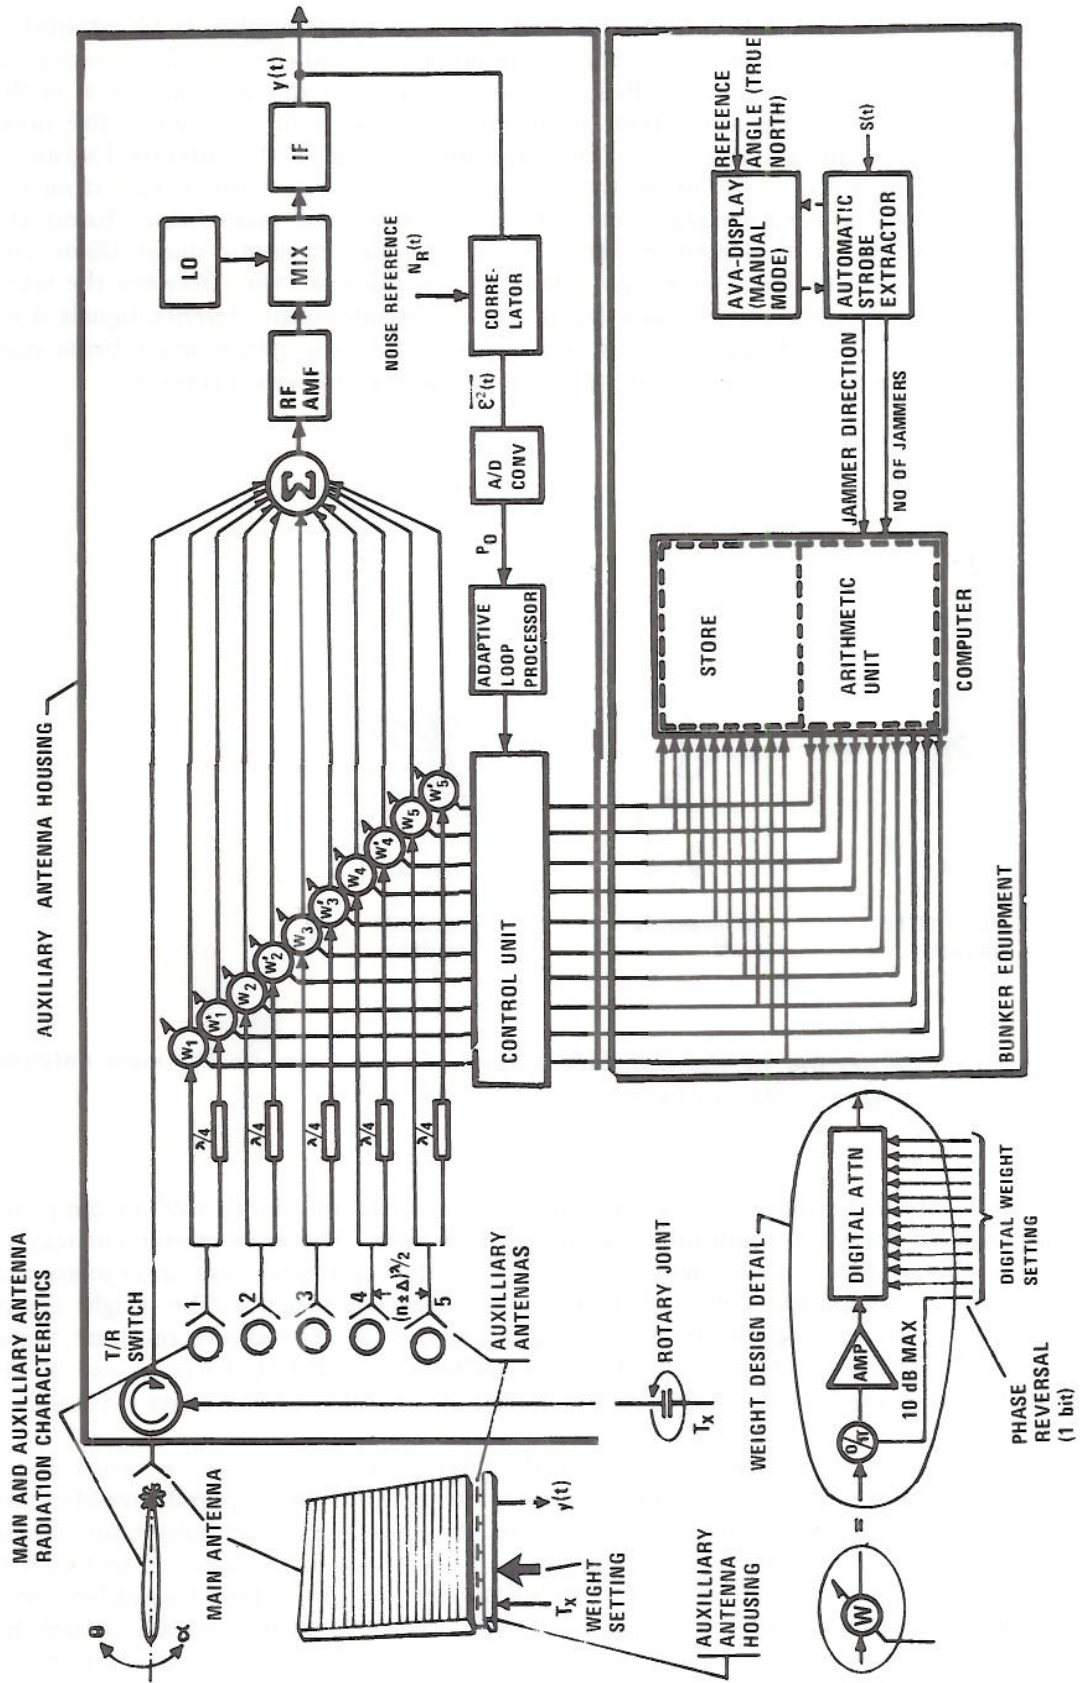 MAIN AND AUXILLIARY ANTENNA
RADIATION CHARACTERISTICS
θ
α
MAIN ANTENNA
T/R
SWITCH
AUXILIARY ANTENNA HOUSING
1
2
3
4
(n ± Δ)λ/2
5
AUXILLIARY
ANTENNAS
λ/4
λ/4
λ/4
λ/4
λ/4
W1
W'1
W2
W'2
W3
W'3
W4
W'4
W5
W'5
Σ
RF
AMF
LO
MIX
IF
y(t)
NOISE REFERENCE
NR(t)
CORRE-
LATOR
ε²(t)
A/D
CONV
P0
ADAPTIVE
LOOP
PROCESSOR
CONTROL UNIT
TX
ROTARY JOINT
TX
WEIGHT
SETTING
y(t)
AUXILLIARY
ANTENNA
HOUSING
STORE
ARITHMETIC
UNIT
COMPUTER
JAMMER DIRECTION
NO OF JAMMERS
AVA-DISPLAY
(MANUAL
MODE)
REFEENCE
ANGLE (TRUE
NORTH)
AUTOMATIC
STROBE
EXTRACTOR
S(t)
BUNKER EQUIPMENT
WEIGHT DESIGN DETAIL
W
=
0/π
AMP
10 dB MAX
DIGITAL ATTN
PHASE
REVERSAL
(1 bit)
DIGITAL WEIGHT
SETTING